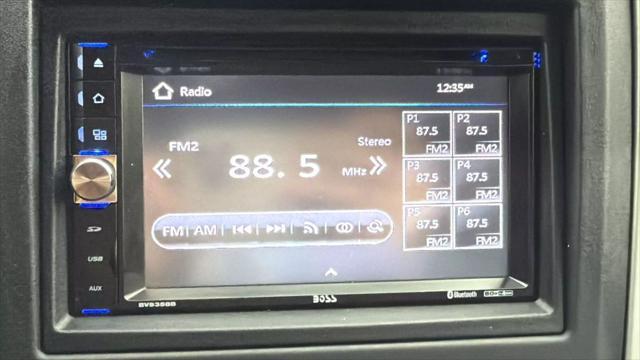 Radio
12:35AM
FM2
Stereo
88.5
MHz
FM AM
P1
87.5
FM2
P2
87.5
FM2
P3
87.5
FM2
P4
87.5
FM2
P5
87.5
FM2
P6
87.5
FM2
SD
USB
AUX
BV9358B
BOSS
Bluetooth